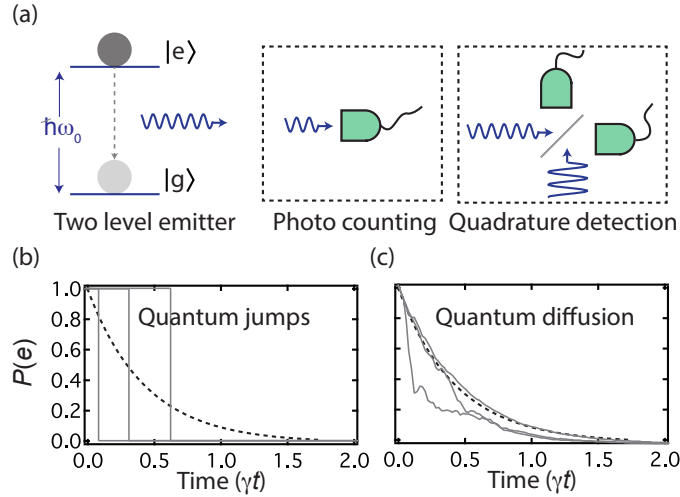 (a)
|e⟩
ħω₀
|g⟩
Two level emitter
Photo counting
Quadrature detection
(b)
(c)
1.0
0.8
0.6
0.4
0.2
0.0
P(e)
Quantum jumps
Quantum diffusion
0.0 0.5 1.0 1.5 2.0
0.0 0.5 1.0 1.5 2.0
Time (γt)
Time (γt)